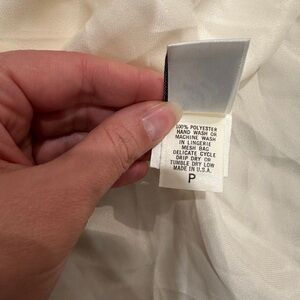 100% POLYESTER
HAND WASH OR
MACHINE WASH
IN LINGERIE
MESH BAG
DELICATE CYCLE
DRIP DRY OR
TUMBLE DRY LOW
MADE IN U.S.A.
P